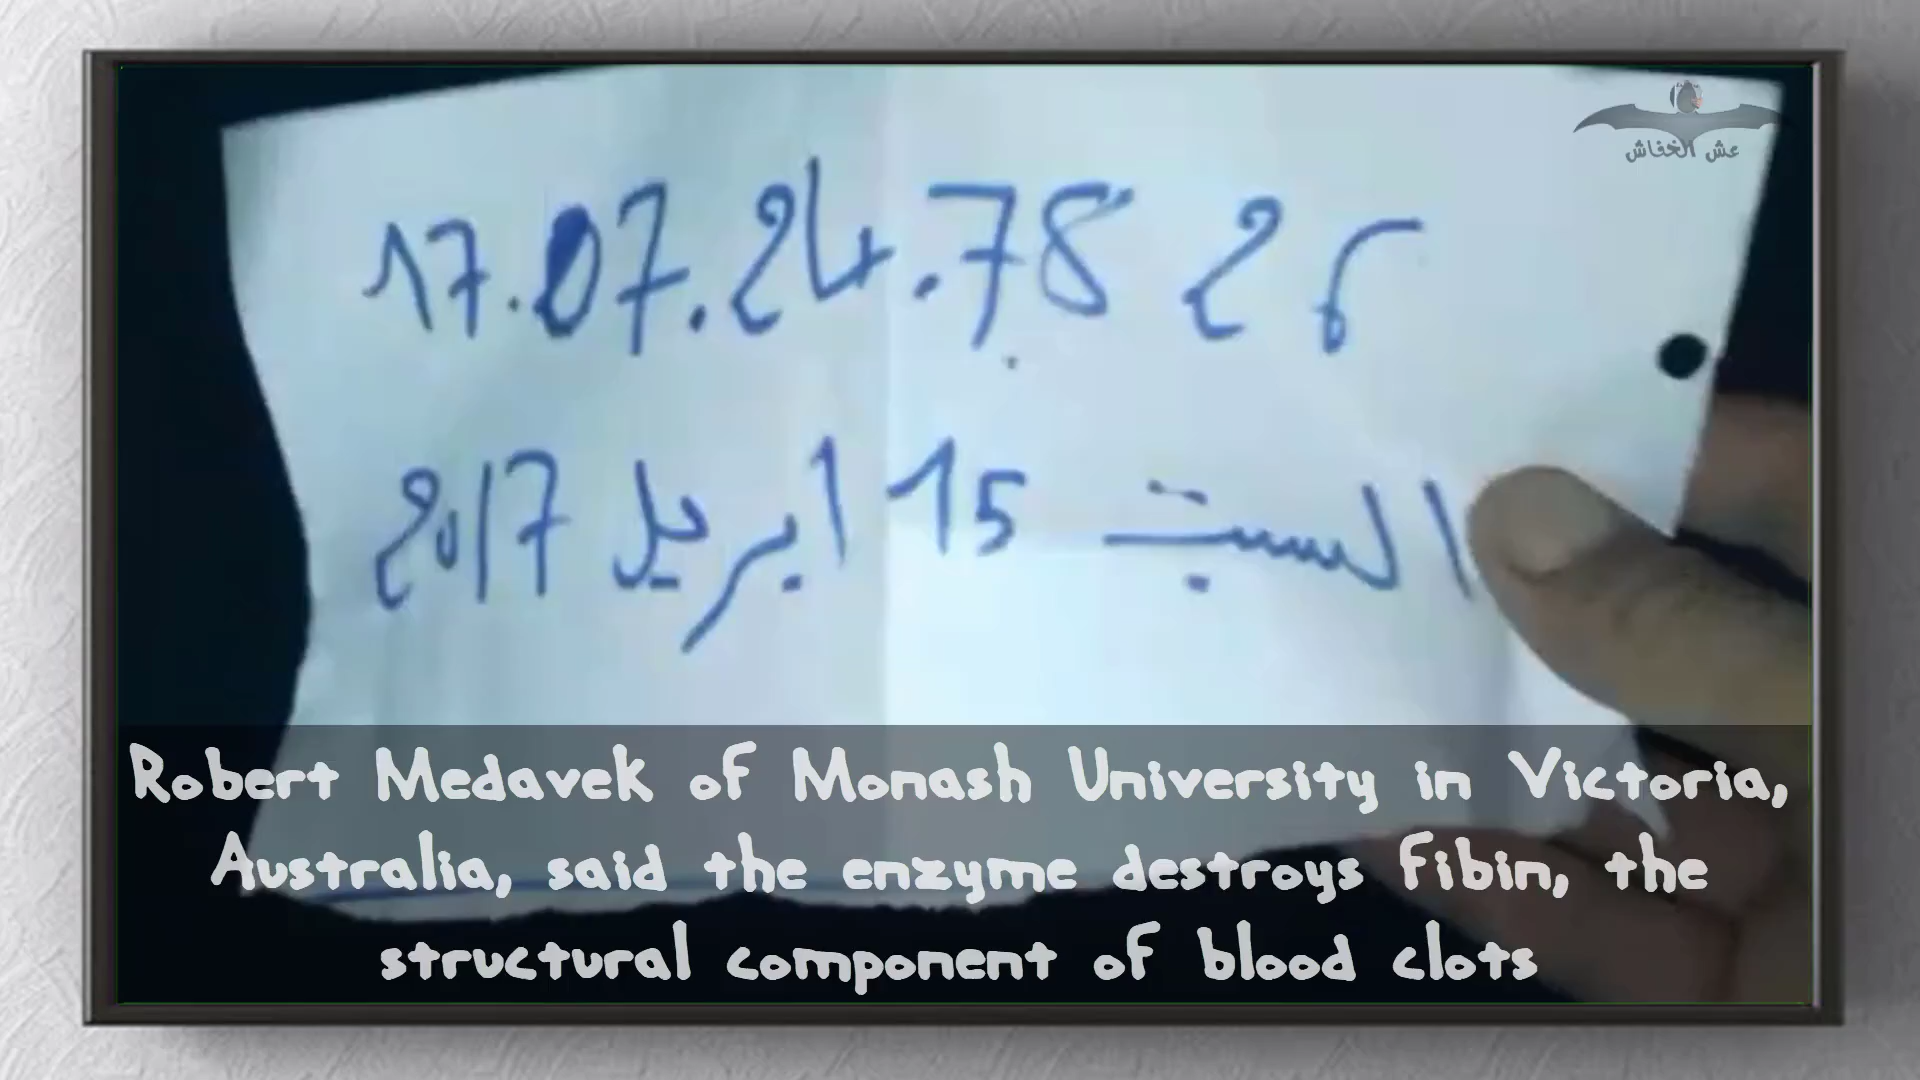 عش الخفاش
17.07.24.78 26
السبت 15 ابريل 2017
Robert Medavek of Monash University in Victoria,
Australia, said the enzyme destroys fibin, the
structural component of blood clots